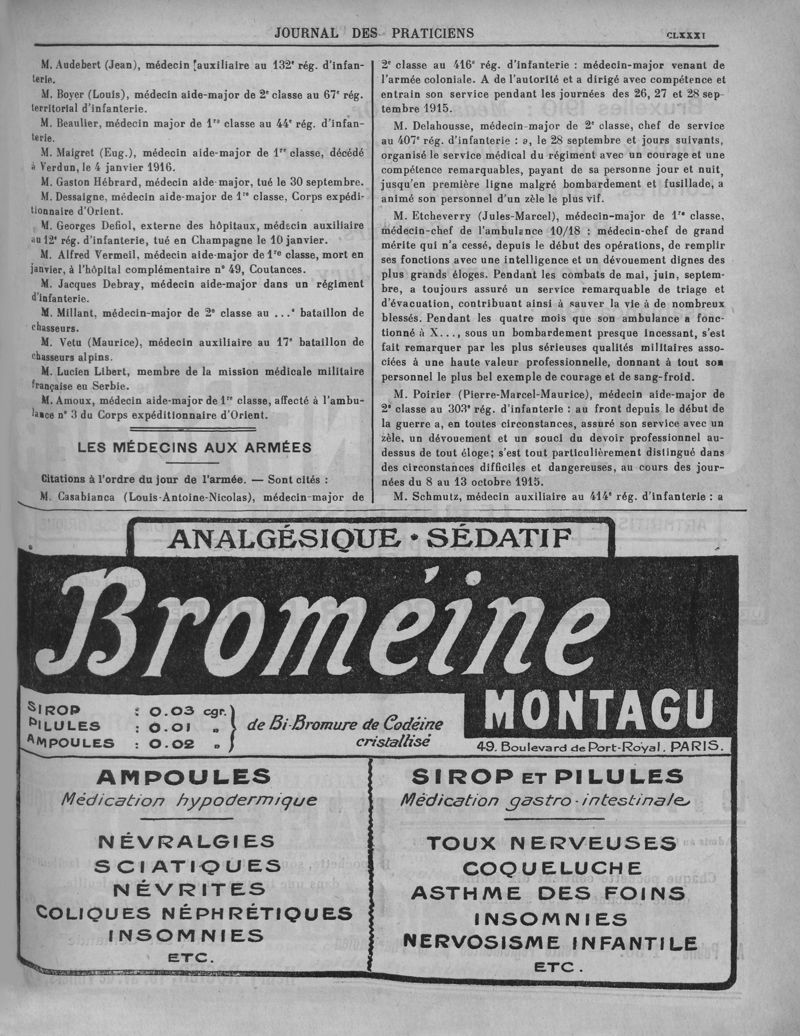 JOURNAL DES PRATICIENS
CLXXXI
M. Audebert (Jean), médecin auxiliaire au 132e rég. d'infan-
terie.
M. Boyer (Louis), médecin aide-major de 2e classe au 67e rég.
territorial d'infanterie.
M. Beaulier, médecin major de 1re classe au 44e rég. d'infan-
terie.
M. Maigret (Eug.), médecin aide-major de 1re classe, décédé
à Verdun, le 4 janvier 1916.
M. Gaston Hébrard, médecin aide-major, tué le 30 septembre.
M. Dessaigne, médecin aide-major de 1re classe, Corps expédi-
tionnaire d'Orient.
M. Georges Defiol, externe des hôpitaux, médecin auxiliaire
au 12e rég. d'infanterie, tué en Champagne le 10 janvier.
M. Alfred Vermeil, médecin aide-major de 1re classe, mort en
janvier, à l'hôpital complémentaire n° 49, Coutances.
M. Jacques Debray, médecin aide-major dans un régiment
d'infanterie.
M. Millant, médecin-major de 2e classe au ...e bataillon de
chasseurs.
M. Vetu (Maurice), médecin auxiliaire au 17e bataillon de
chasseurs alpins.
M. Lucien Libert, membre de la mission médicale militaire
française eu Serbie.
M. Amoux, médecin aide-major de 1re classe, affecté à l'ambu-
lance n° 3 du Corps expéditionnaire d'Orient.
LES MÉDECINS AUX ARMÉES
Citations à l'ordre du jour de l'armée. — Sont cités :
M. Casabianca (Louis-Antoine-Nicolas), médecin-major de
2e classe au 416e rég. d'infanterie : médecin-major venant de
l'armée coloniale. A de l'autorité et a dirigé avec compétence et
entrain son service pendant les journées des 26, 27 et 28 sep-
tembre 1915.
M. Delahousse, médecin-major de 2e classe, chef de service
au 407e rég. d'infanterie : a, le 28 septembre et jours suivants,
organisé le service médical du régiment avec un courage et une
compétence remarquables, payant de sa personne jour et nuit,
jusqu'en première ligne malgré bombardement et fusillade, a
animé son personnel d'un zèle le plus vif.
M. Etcheverry (Jules-Marcel), médecin-major de 1re classe,
médecin-chef de l'ambulance 10/18 : médecin-chef de grand
mérite qui n'a cessé, depuis le début des opérations, de remplir
ses fonctions avec une intelligence et un dévouement dignes des
plus grands éloges. Pendant les combats de mai, juin, septem-
bre, a toujours assuré un service remarquable de triage et
d'évacuation, contribuant ainsi à sauver la vie à de nombreux
blessés. Pendant les quatre mois que son ambulance a fonc-
tionné à X..., sous un bombardement presque incessant, s'est
fait remarquer par les plus sérieuses qualités militaires asso-
ciées à une haute valeur professionnelle, donnant à tout son
personnel le plus bel exemple de courage et de sang-froid.
M. Poirier (Pierre-Marcel-Maurice), médecin aide-major de
2e classe au 303e rég. d'infanterie : au front depuis le début de
la guerre a, en toutes circonstances, assuré son service avec un
zèle, un dévouement et un souci du devoir professionnel au-
dessus de tout éloge ; s'est tout particulièrement distingué dans
des circonstances difficiles et dangereuses, au cours des jour-
nées du 8 au 13 octobre 1915.
M. Schmutz, médecin auxiliaire au 414e rég. d'infanterie : a
ANALGÉSIQUE • SÉDATIF
Broméine
MONTAGU
SIROP : 0.03 cgr.
PILULES : 0.01 „
AMPOULES : 0.02 „
de Bi-Bromure de Codéine
cristallisé
49. Boulevard de Port-Royal. PARIS.
AMPOULES
Médication hypodermique
NÉVRALGIES
SCIATIQUES
NÉVRITES
COLIQUES NÉPHRÉTIQUES
INSOMNIES
ETC.
SIROP ET PILULES
Médication gastro-intestinale
TOUX NERVEUSES
COQUELUCHE
ASTHME DES FOINS
INSOMNIES
NERVOSISME INFANTILE
ETC.